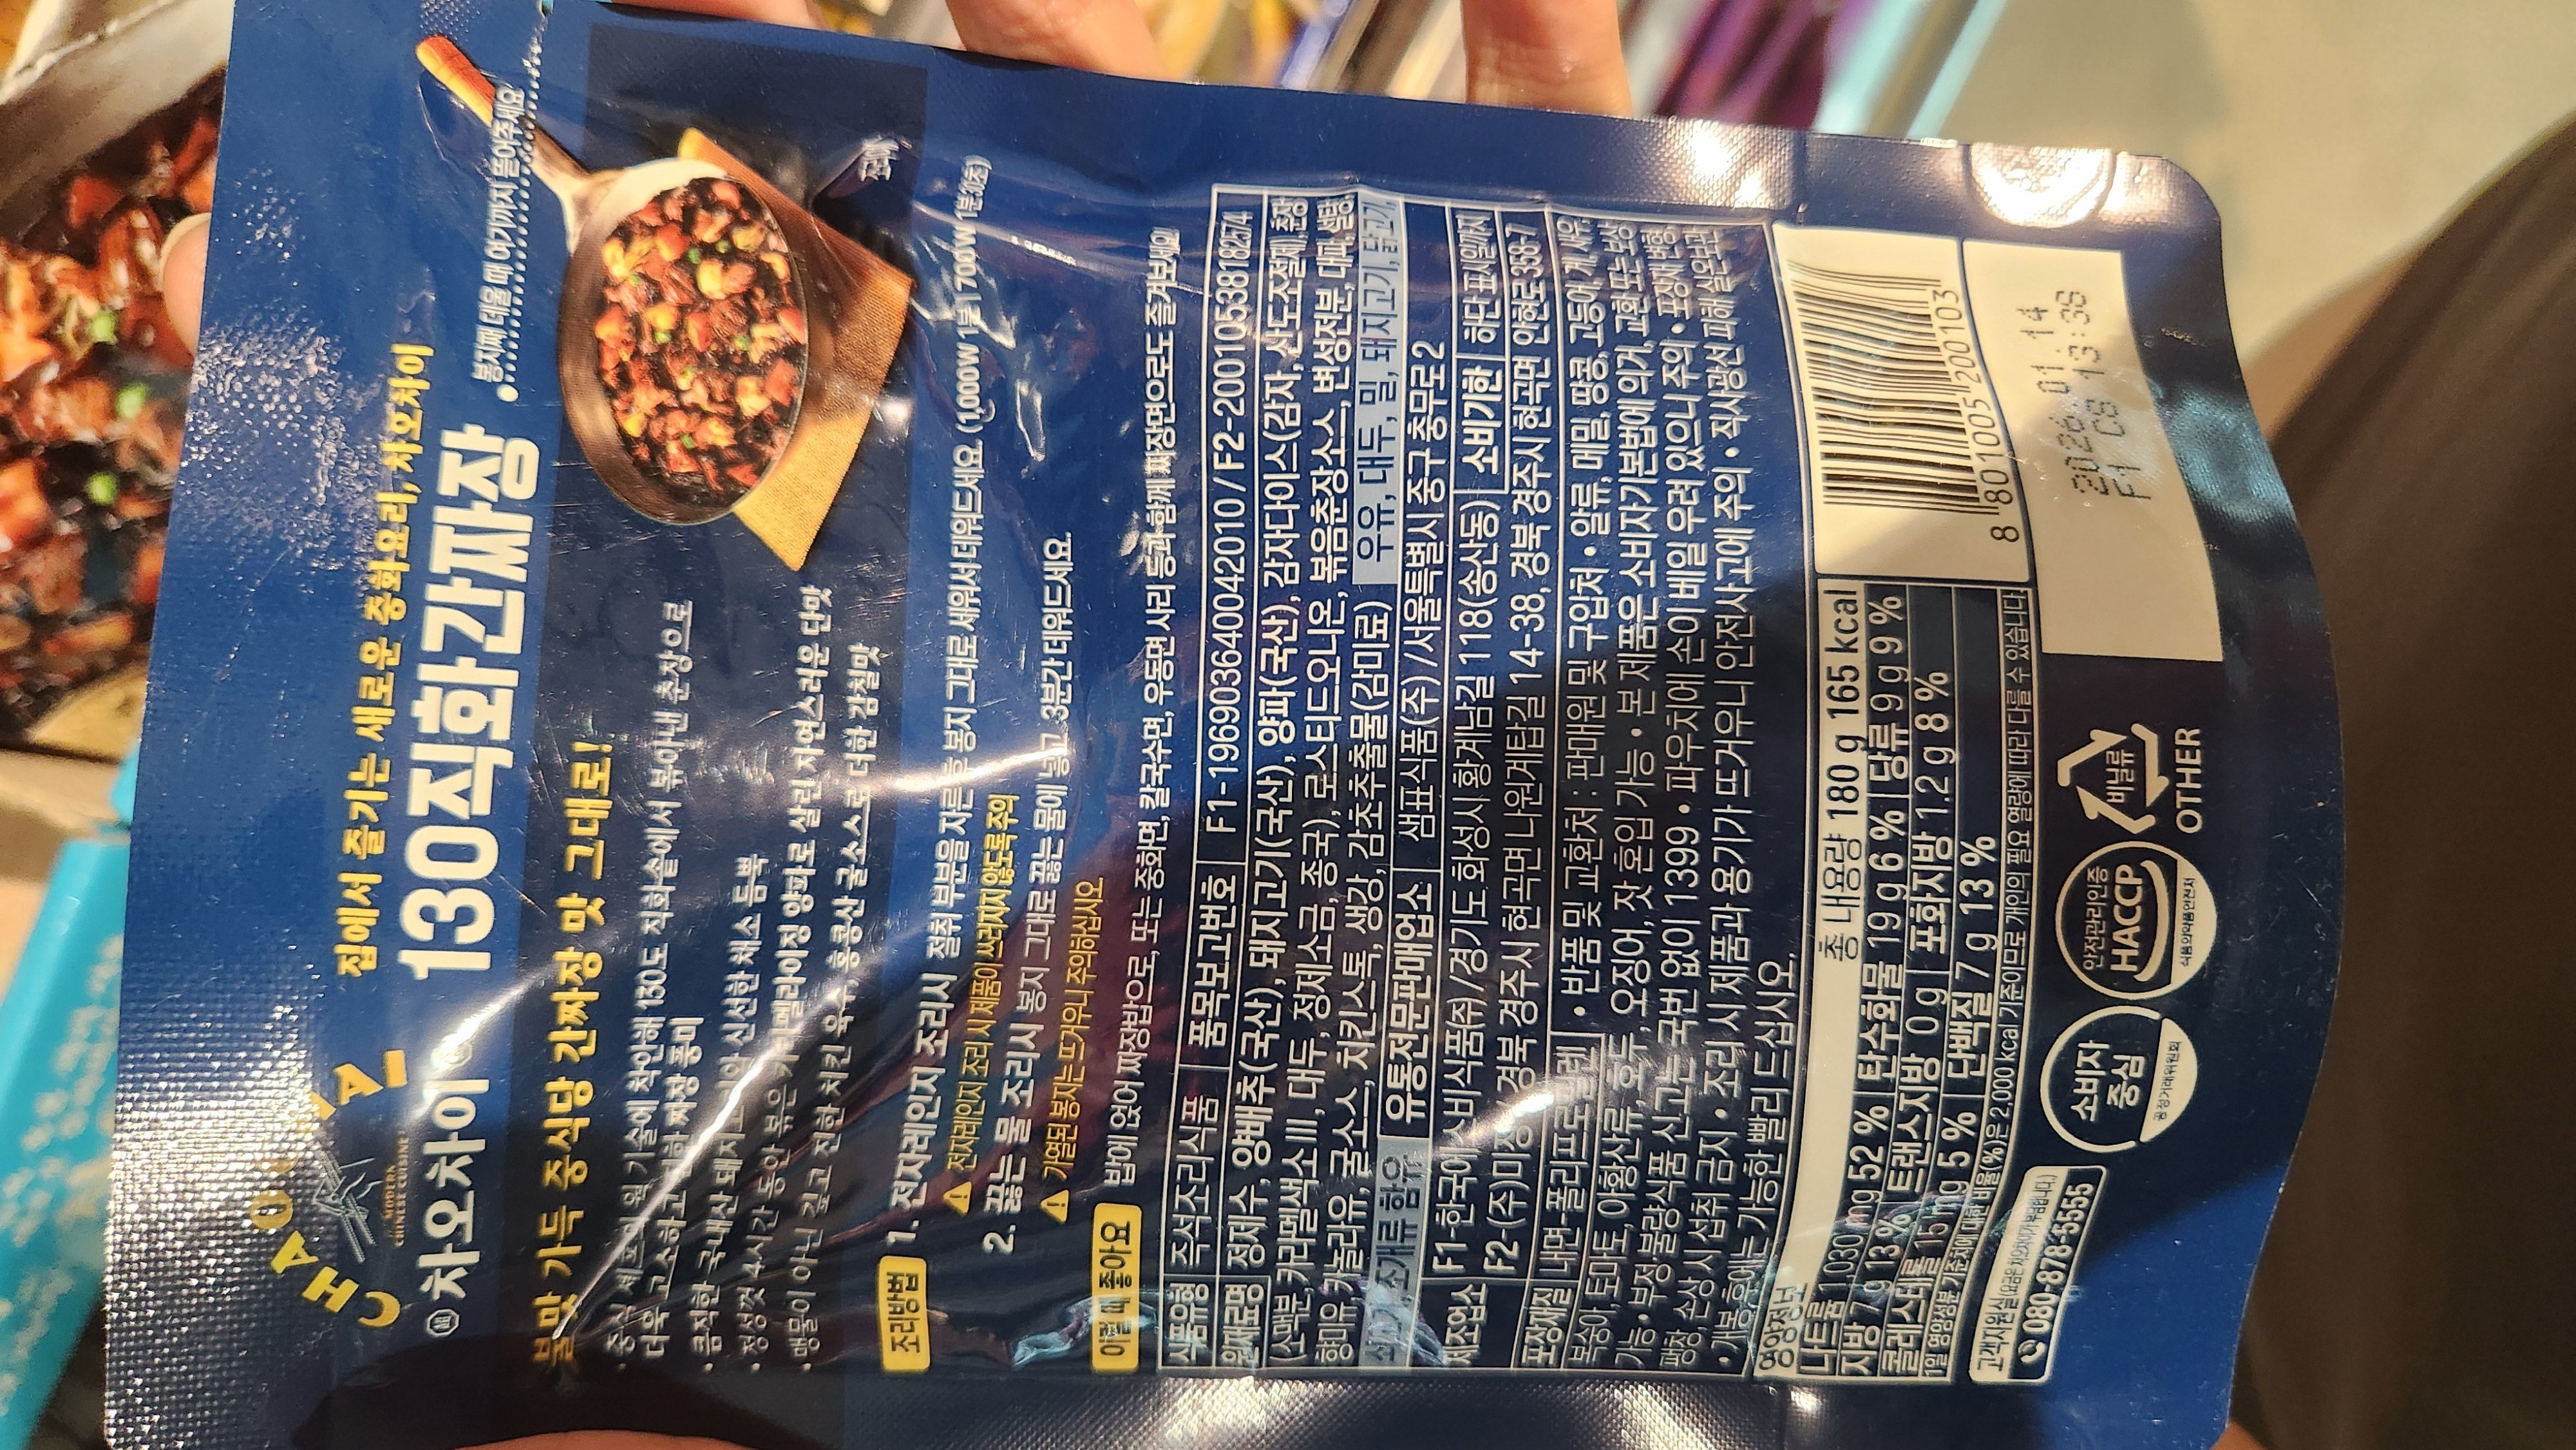 CHAO
AI
MODERN
CHINESE CUISINE
차오차이
집에서 즐기는 새로운 중화요리, 차오차이
130직화간짜장
봉지째 데울 때 여기까지 뜯어주세요
불맛 가득 중식당 간짜장 맛 그대로!
• 중식 셰프의 웍 기술에 착안해 130도 직화솥에서 볶아낸 춘장으로
더욱 고소하고 진한 짜장 풍미
• 큼직한 국내산 돼지고기와 신선한 채소 듬뿍
• 정성껏 4시간 동안 볶은 카라멜라이징 양파로 살린 자연스러운 단맛
• 맹물이 아닌 깊고 진한 치킨 육수, 홍콩산 굴소스로 더한 감칠맛
조리예
조리방법 1. 전자레인지 조리시 절취 부분을 자른 후 봉지 그대로 세워서 데워드세요. (1,000W 1분 | 700W 1분30초)
전자레인지 조리 시 제품이 쓰러지지 않도록 주의
2. 끓는 물 조리시 봉지 그대로 끓는 물에 넣고 3분간 데워드세요.
가열된 봉지는 뜨거우니 주의하십시오.
이럴 때 좋아요 밥에 얹어 짜장밥으로, 또는 중화면, 칼국수면, 우동면 사리 등과 함께 짜장면으로도 즐겨보세요!
식품유형 즉석조리식품 품목보고번호 F1-196903640042010 / F2-20010538182574
원재료명 정제수, 양배추(국산), 돼지고기(국산), 양파(국산), 감자다이스(감자, 산도조절제), 춘장
(소맥분, 카라멜색소III, 대두, 정제소금, 종국), 로스티드오니온, 볶음춘장소스, 변성전분, 대파, 설탕,
향미유, 카놀라유, 굴소스, 치킨스톡, 생강, 감초추출물(감미료) 우유, 대두, 밀, 돼지고기, 닭고기,
쇠고기, 조개류 함유 유통전문판매업소 샘표식품(주) /서울특별시 중구 충무로 2
제조업소 F1-한국에스비식품㈜ /경기도 화성시 황계남길 118(송산동) 소비기한 하단 표시일까지
F2-(주)미정 / 경북 경주시 현곡면 나원계탑길 14-38, 경북 경주시 현곡면 안현로 358-7
포장재질 내면-폴리프로필렌 • 반품 및 교환처 : 판매원 및 구입처 • 알류, 메밀, 땅콩, 고등어, 게, 새우,
복숭아, 토마토, 아황산류, 호두, 오징어, 잣 혼입 가능 • 본 제품은 소비자기본법에 의거, 교환 또는 보상
가능 • 부정·불량식품 신고는 국번 없이 1399 • 파우치에 손이 베일 우려 있으니 주의 • 포장재 변형,
팽창, 손상 시 섭취 금지 • 조리 시 제품과 용기가 뜨거우니 안전사고에 주의 • 직사광선 피해 실온보관
• 개봉 후에는 가능한 빨리 드십시오.
영양정보
총 내용량 180 g 165 kcal
나트륨 1,030 mg 52 % | 탄수화물 19 g 6 % | 당류 9 g 9 %
지방 7 g 13 % | 트랜스지방 0 g | 포화지방 1.2 g 8 %
콜레스테롤 15 mg 5 % | 단백질 7 g 13 %
1일 영양성분 기준치에 대한 비율(%)은 2,000 kcal 기준이므로 개인의 필요 열량에 따라 다를 수 있습니다.
8 801005 200103
고객지원실(요금은 차오차이가 부담합니다.)
080-878-5555
소비자
중심
공정거래위원회
안전관리인증
HACCP
식품의약품안전처
비닐류
OTHER
2026.01.14
F1 C8 13:38